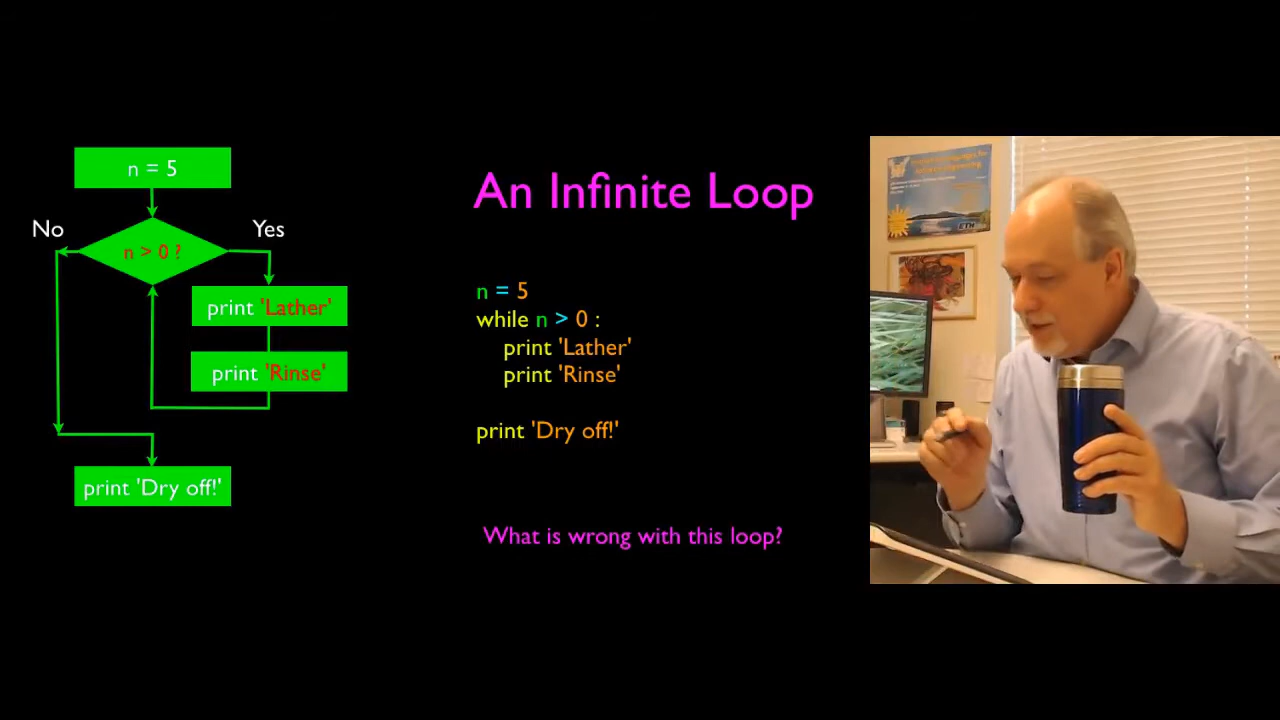 n = 5
No
Yes
n > 0 ?
print 'Lather'
print 'Rinse'
print 'Dry off!'
An Infinite Loop
n = 5
while n > 0 :
print 'Lather'
print 'Rinse'
print 'Dry off!'
What is wrong with this loop?
ETH